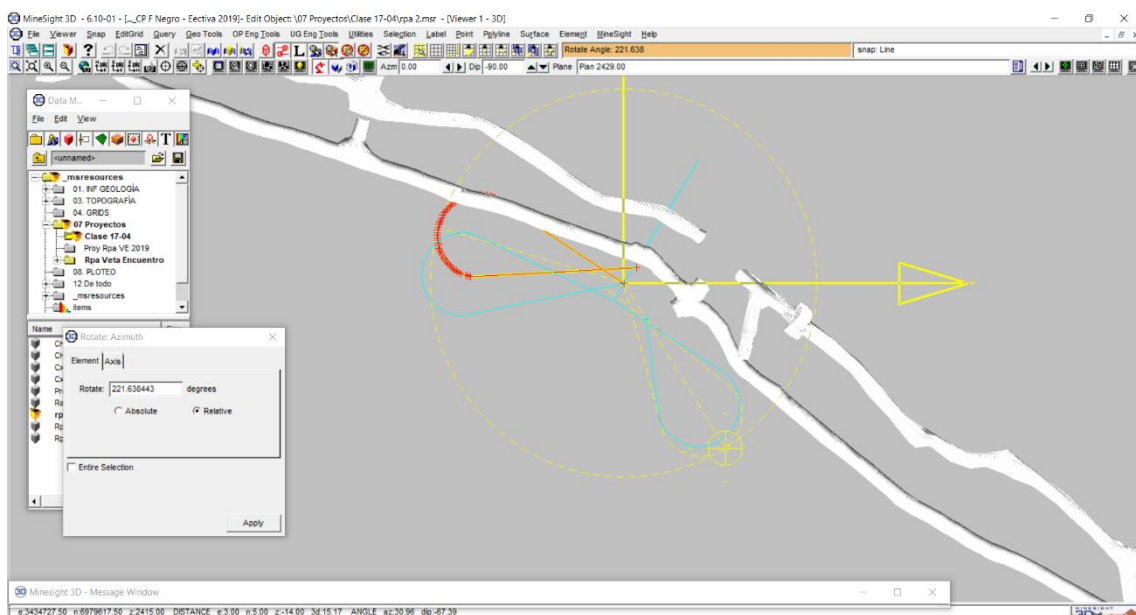 MineSight 3D - 6.10-01 - [..._CP F Negro - Eectiva 2019]- Edit Object: \07 Proyectos\Clase 17-04\rpa 2.msr - [Viewer 1 - 3D]
File Viewer Snap EditGrid Query Geo Tools OP Eng Tools UG Eng Tools Utilities Selection Label Point Polyline Surface Element MineSight Help
Rotate Angle: 221.638 snap: Line
Azm 0.00 Dip -90.00 Plane Plan 2429.00
Data M...
File Edit View
<unnamed>
_msresources
01. INF GEOLOGÍA
03. TOPOGRAFÍA
04. GRIDS
07 Proyectos
Clase 17-04
Proy Rpa VE 2019
Rpa Veta Encuentro
08. PLOTEO
12 De todo
_msresources
items
Name
Rotate: Azimuth
Element Axis
Rotate: 221.638443 degrees
Absolute Relative
Entire Selection
Apply
Minesight 3D - Message Window
e:3434727.50 n:6979617.50 z:2415.00 DISTANCE e:3.00 n:5.00 z:-14.00 3d:15.17 ANGLE az:30.96 dip:-67.39